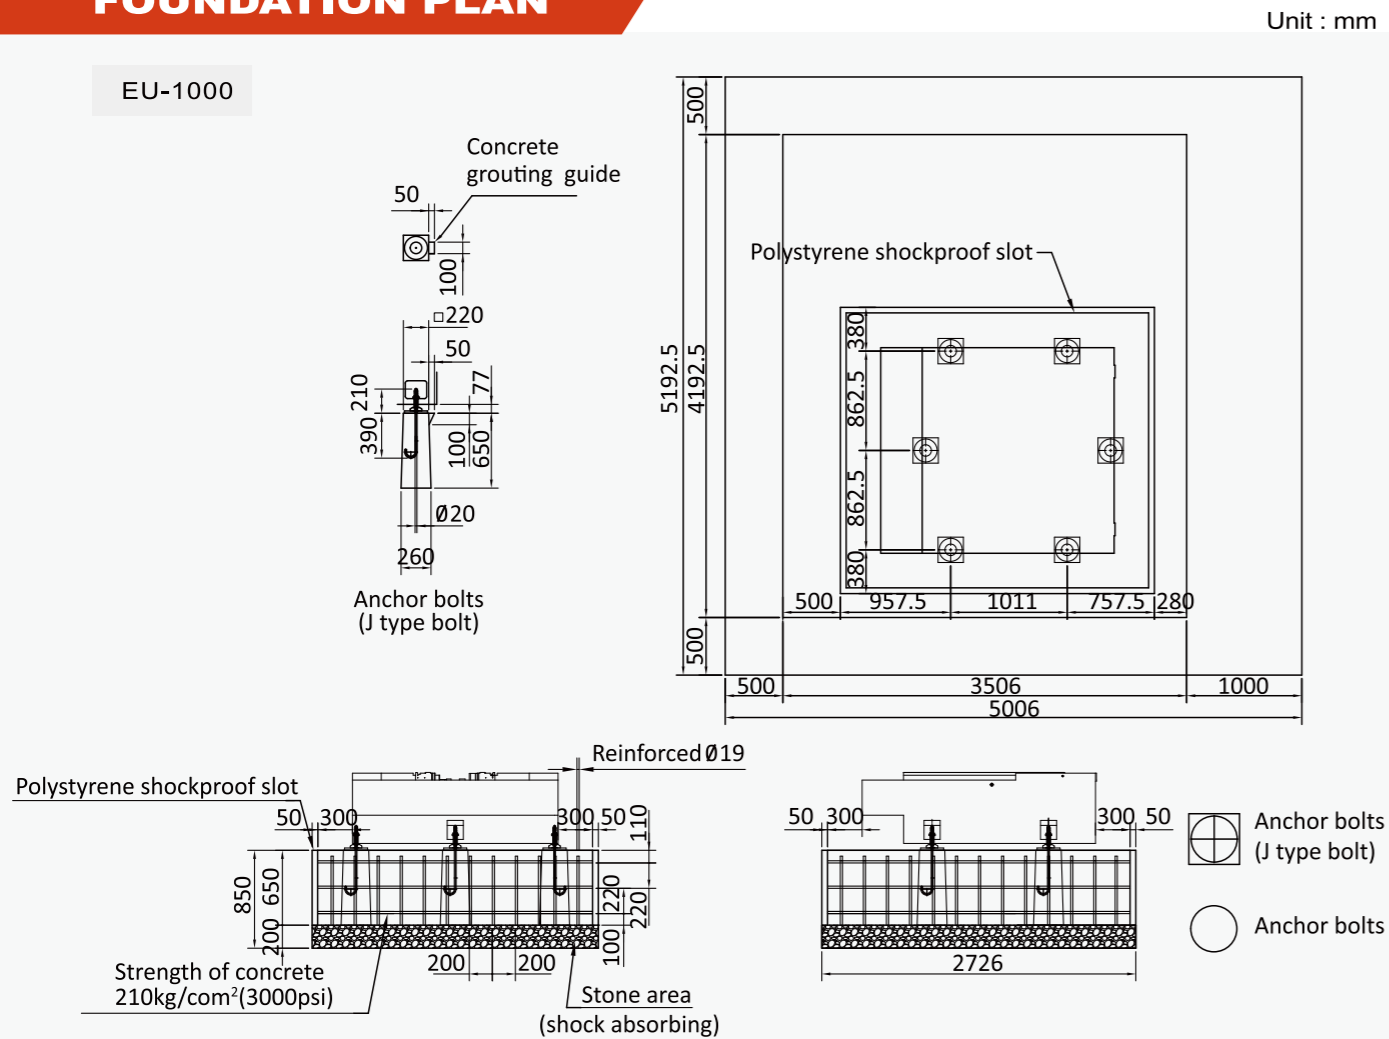 FOUNDATION PLAN
Unit : mm
EU-1000
Concrete
grouting guide
50
100
□220
50
210
77
390
100
650
Ø20
260
Anchor bolts
(J type bolt)
500
Polystyrene shockproof slot
380
5192.5
4192.5
862.5
862.5
380
500
957.5
1011
757.5
280
500
500
3506
1000
5006
Reinforced Ø19
Polystyrene shockproof slot
50
300
300
50
110
850
650
220
220
200
100
200
200
Strength of concrete
210kg/com²(3000psi)
Stone area
(shock absorbing)
50
300
300
50
2726
Anchor bolts
(J type bolt)
Anchor bolts